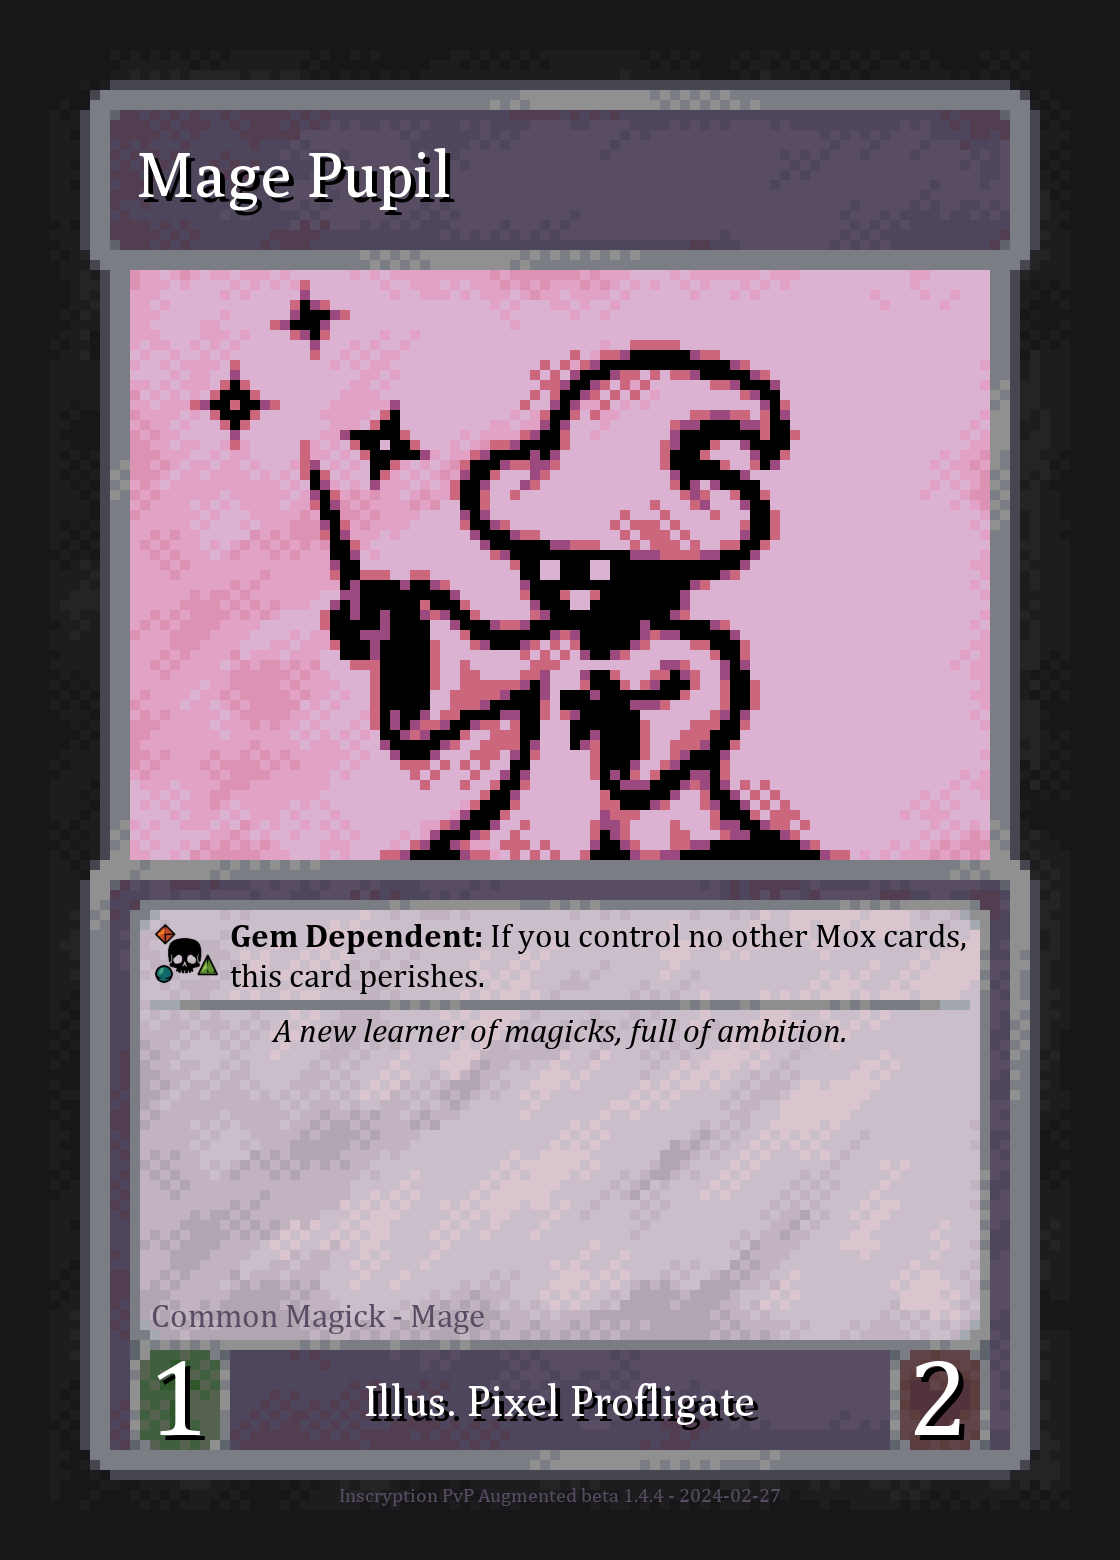 Mage Pupil
Gem Dependent: If you control no other Mox cards,
this card perishes.
A new learner of magicks, full of ambition.
Common Magick - Mage
1
Illus. Pixel Profligate
2
Inscryption PvP Augmented beta 1.4.4 - 2024-02-27